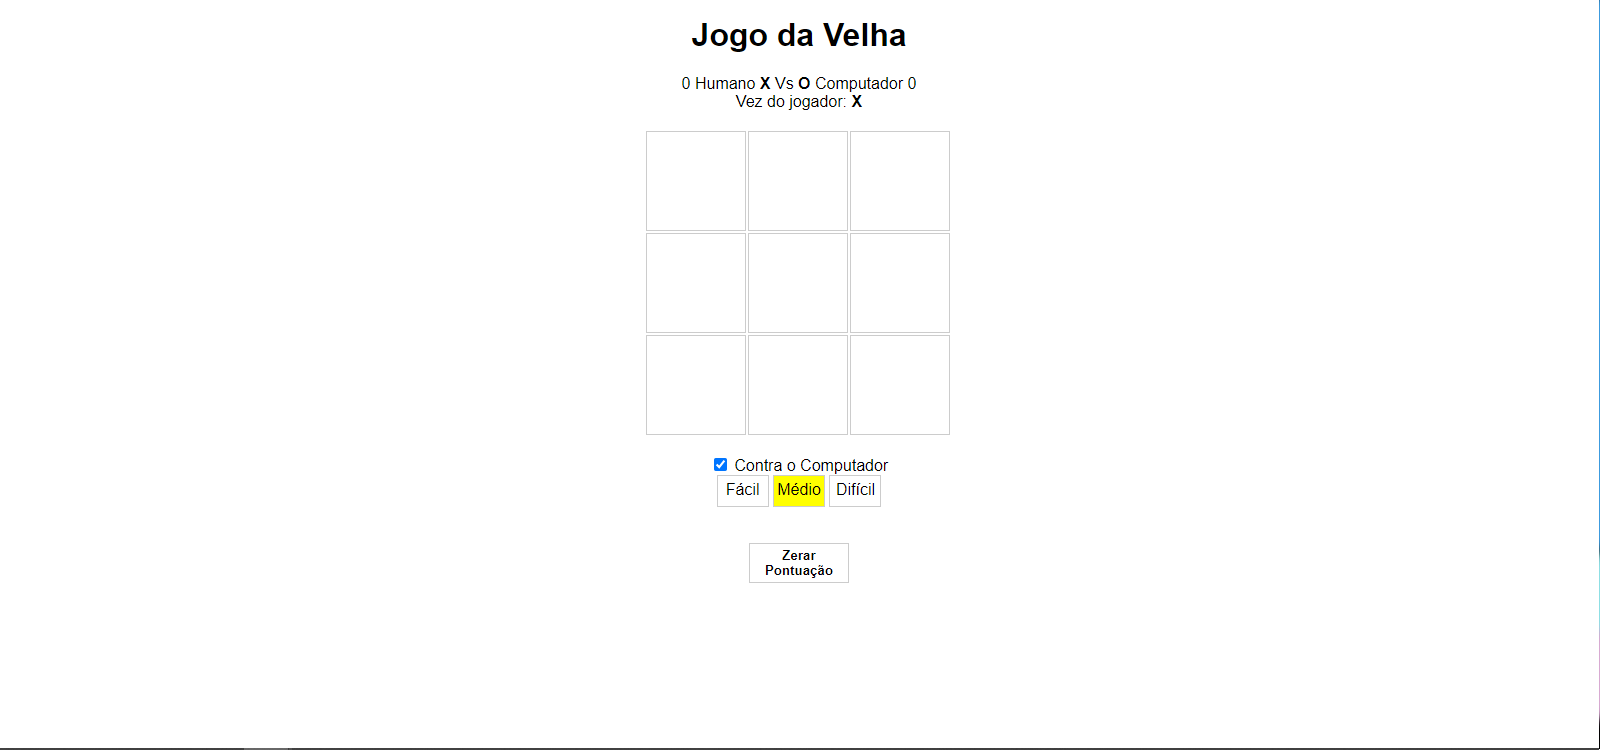 Jogo da Velha
0 Humano X Vs O Computador 0
Vez do jogador: X
Contra o Computador
Fácil Médio Difícil
Zerar
Pontuação